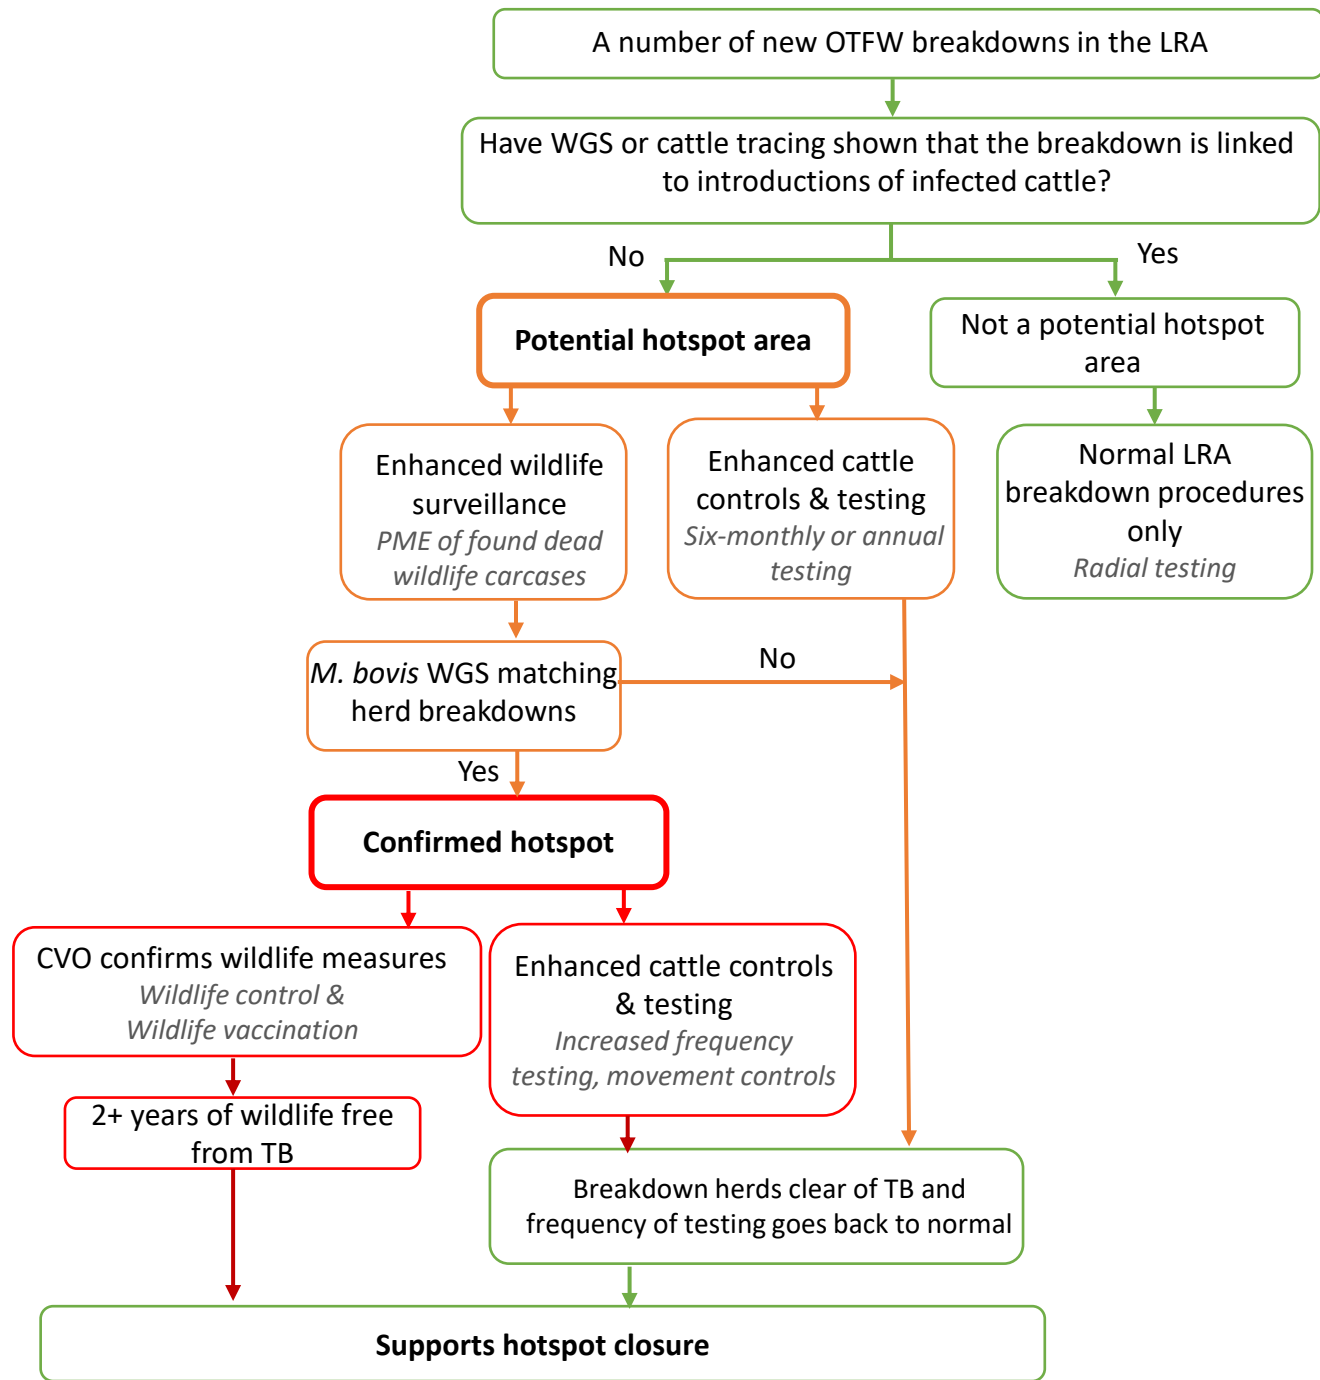 A number of new OTFW breakdowns in the LRA
Have WGS or cattle tracing shown that the breakdown is linked
to introductions of infected cattle?
No
Yes
Potential hotspot area
Not a potential hotspot
area
Enhanced wildlife
surveillance
PME of found dead
wildlife carcases
Enhanced cattle
controls & testing
Six-monthly or annual
testing
Normal LRA
breakdown procedures
only
Radial testing
M. bovis WGS matching
herd breakdowns
No
Yes
Confirmed hotspot
CVO confirms wildlife measures
Wildlife control &
Wildlife vaccination
Enhanced cattle controls
& testing
Increased frequency
testing, movement controls
2+ years of wildlife free
from TB
Breakdown herds clear of TB and
frequency of testing goes back to normal
Supports hotspot closure